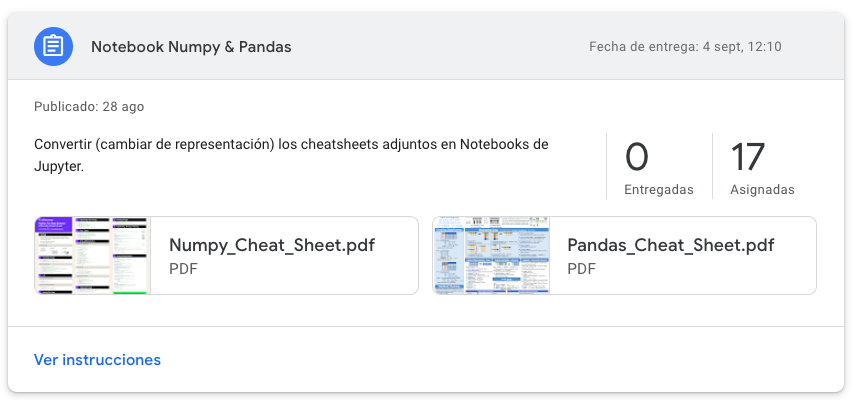 Notebook Numpy & Pandas
Fecha de entrega: 4 sept, 12:10
Publicado: 28 ago
Convertir (cambiar de representación) los cheatsheets adjuntos en Notebooks de
Jupyter.
0
Entregadas
17
Asignadas
Numpy_Cheat_Sheet.pdf
PDF
Pandas_Cheat_Sheet.pdf
PDF
Ver instrucciones